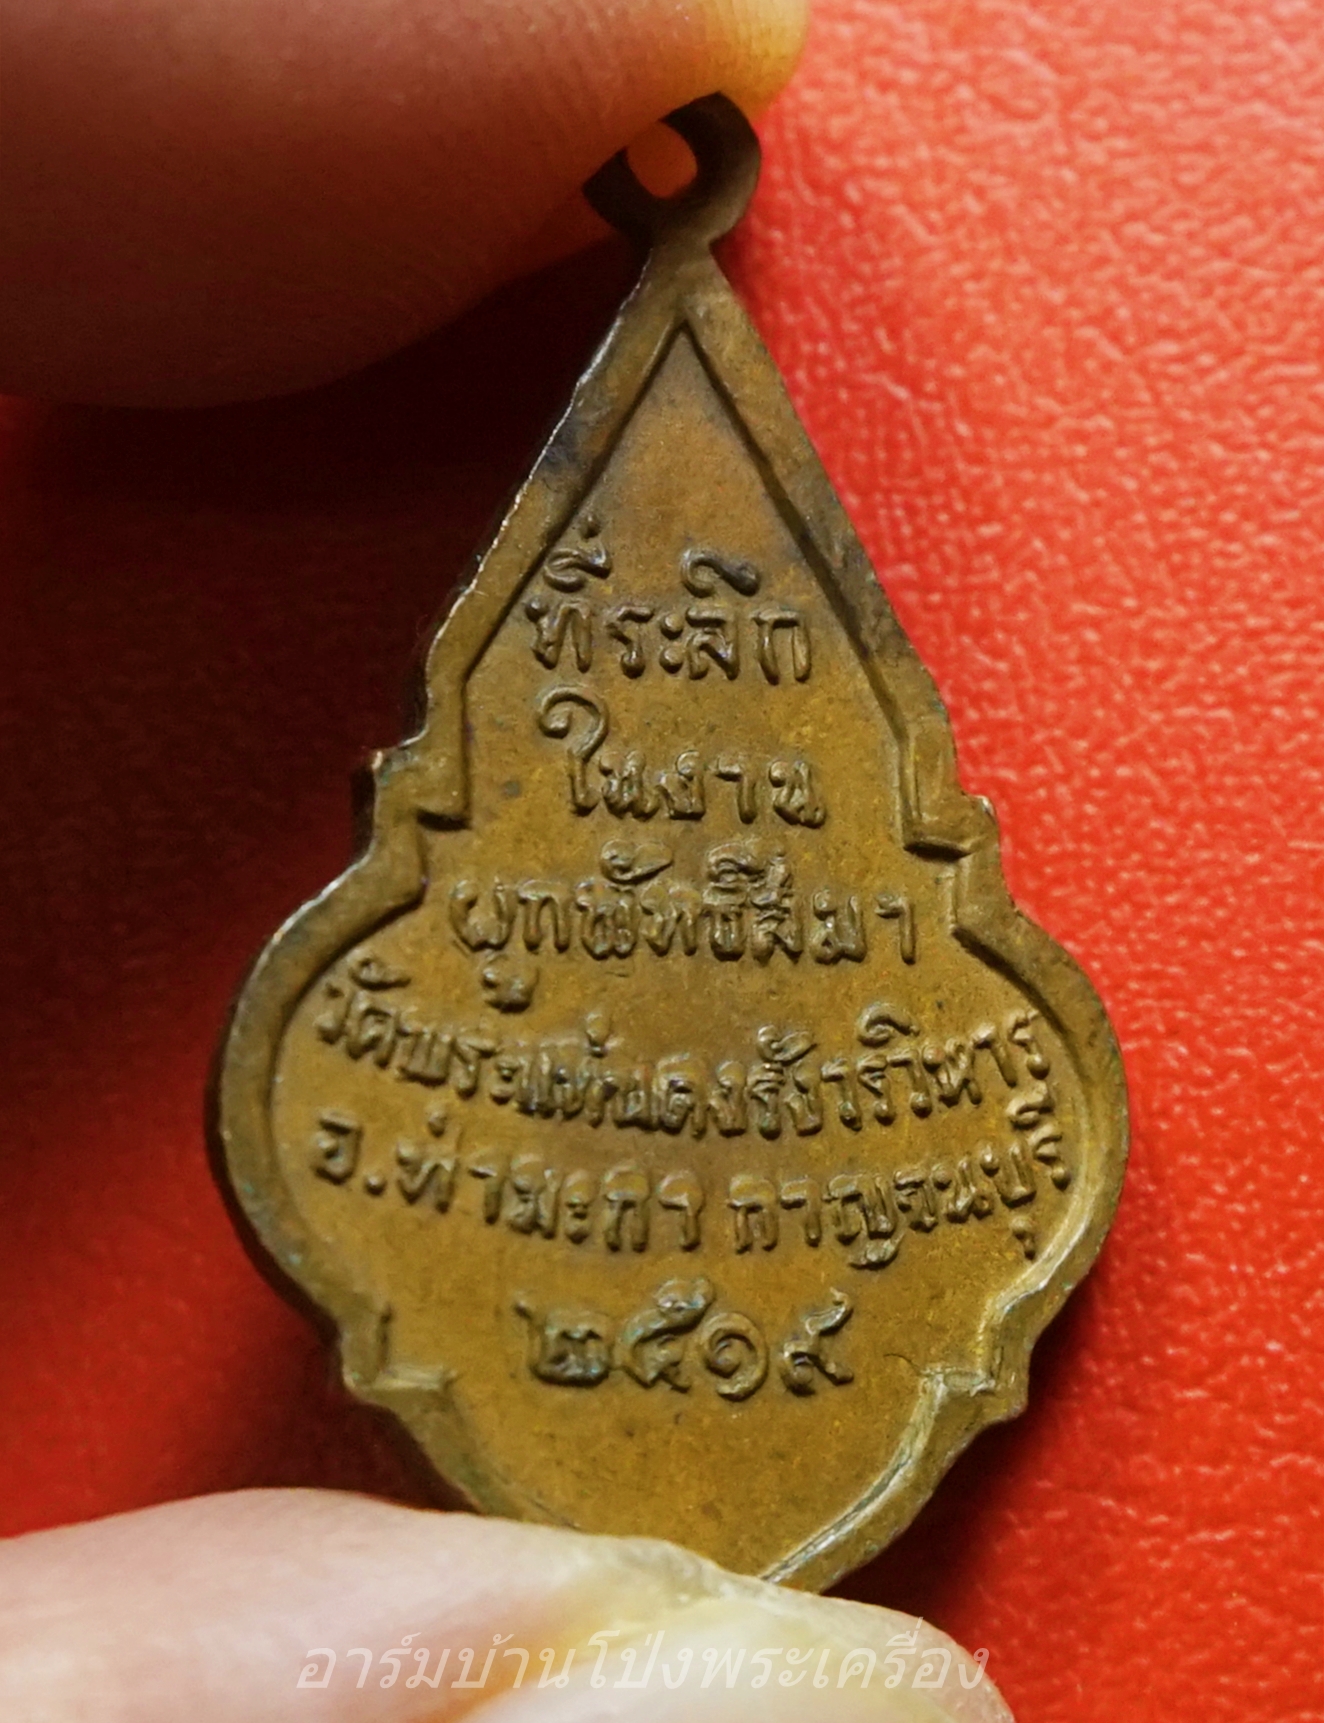 ที่ระลึก
ในงาน
ผูกพัทธสีมา
วัดพระแท่นดงรังวรวิหาร
อ.ท่ามะกา กาญจนบุรี
๒๕๑๙
อาร์มบ้านโป่งพระเครื่อง